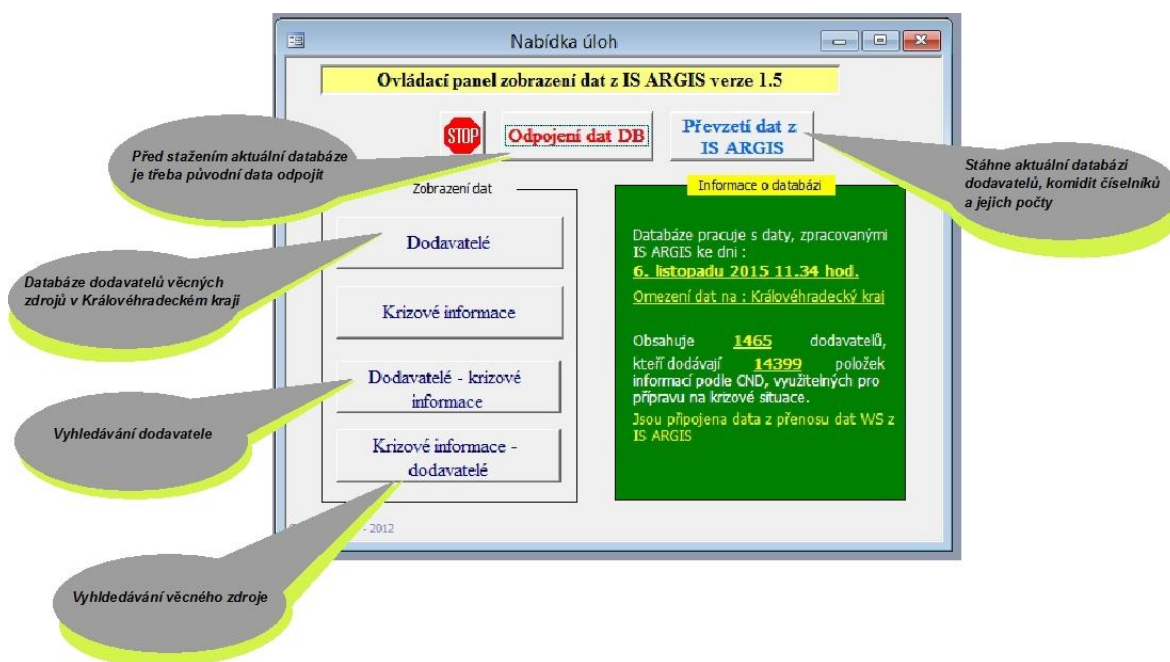 Nabídka úloh
Ovládací panel zobrazení dat z IS ARGIS verze 1.5
STOP
Odpojení dat DB
Převzetí dat z
IS ARGIS
Před stažením aktuální databáze
je třeba původní data odpojit
Stáhne aktuální databázi
dodavatelů, komidit číselníků
a jejich počty
Zobrazení dat
Dodavatelé
Krizové informace
Dodavatelé - krizové
informace
Krizové informace -
dodavatelé
Databáze dodavatelů věcných
zdrojů v Královéhradeckém kraji
Vyhledávání dodavatele
Vyhldedávání věcného zdroje
Informace o databázi
Databáze pracuje s daty, zpracovanými
IS ARGIS ke dni :
6. listopadu 2015 11.34 hod.
Omezení dat na : Královéhradecký kraj
Obsahuje 1465 dodavatelů,
kteří dodávají 14399 položek
informací podle CND, využitelných pro
přípravu na krizové situace.
Jsou připojena data z přenosu dat WS z
IS ARGIS
- 2012